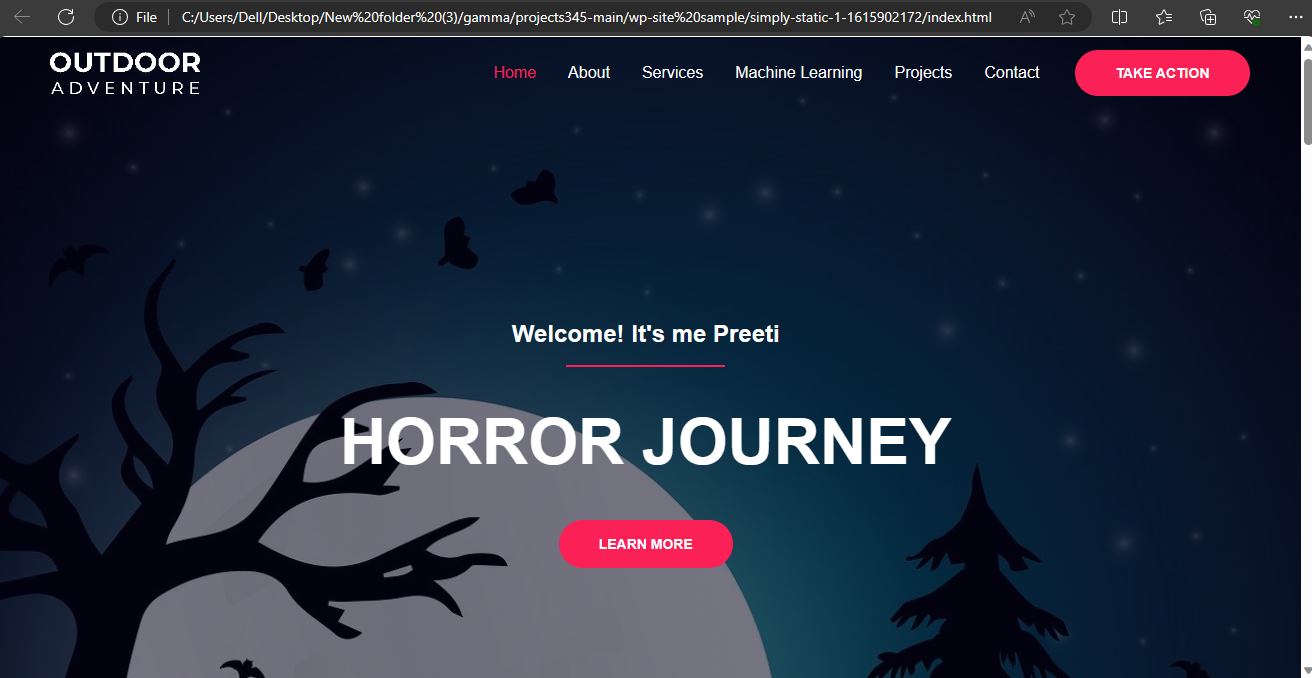 File
C:/Users/Dell/Desktop/New%20folder%20(3)/gamma/projects345-main/wp-site%20sample/simply-static-1-1615902172/index.html
OUTDOOR
ADVENTURE
Home About Services Machine Learning Projects Contact TAKE ACTION
Welcome! It's me Preeti
HORROR JOURNEY
LEARN MORE